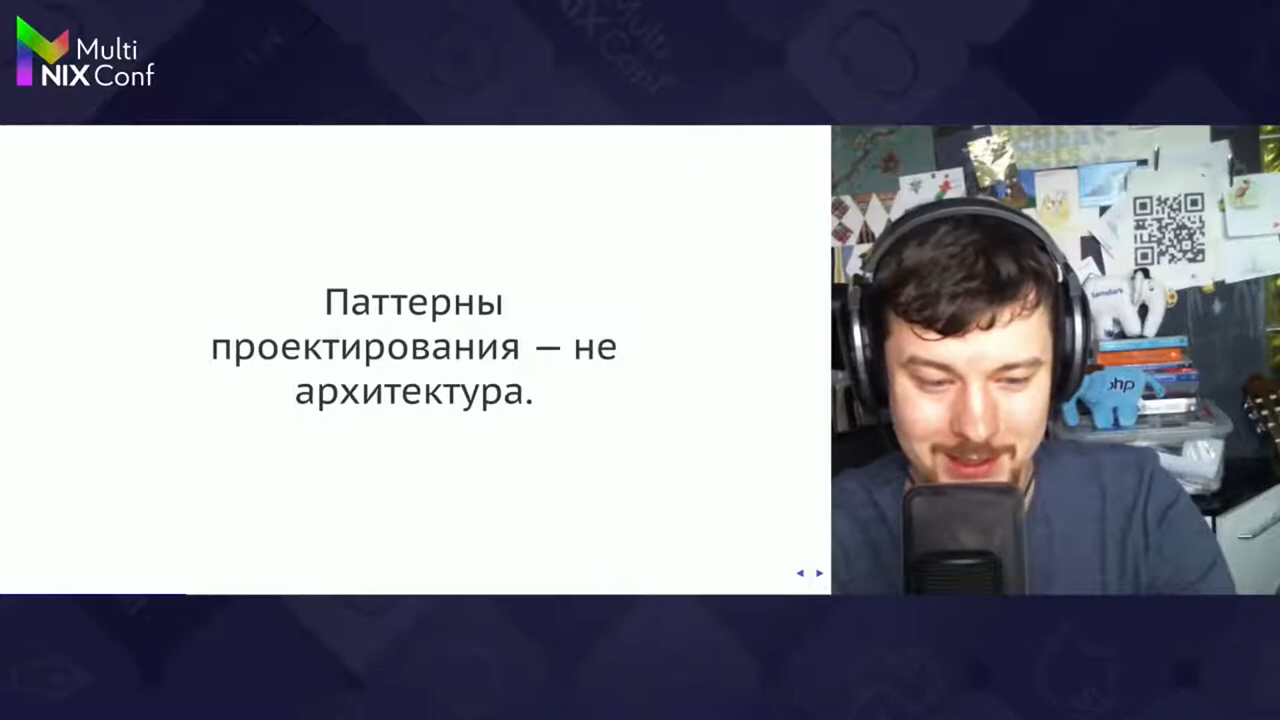 Multi
NIX Conf
Паттерны
проектирования — не
архитектура.
php